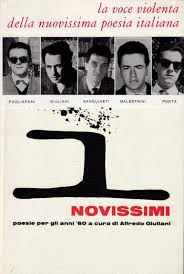 la voce violenta
della nuovissima poesia italiana
PAGLIARANI GIULIANI SANGUINETI BALESTRINI PORTA
I
NOVISSIMI
poesie per gli anni '60 a cura di Alfredo Giuliani